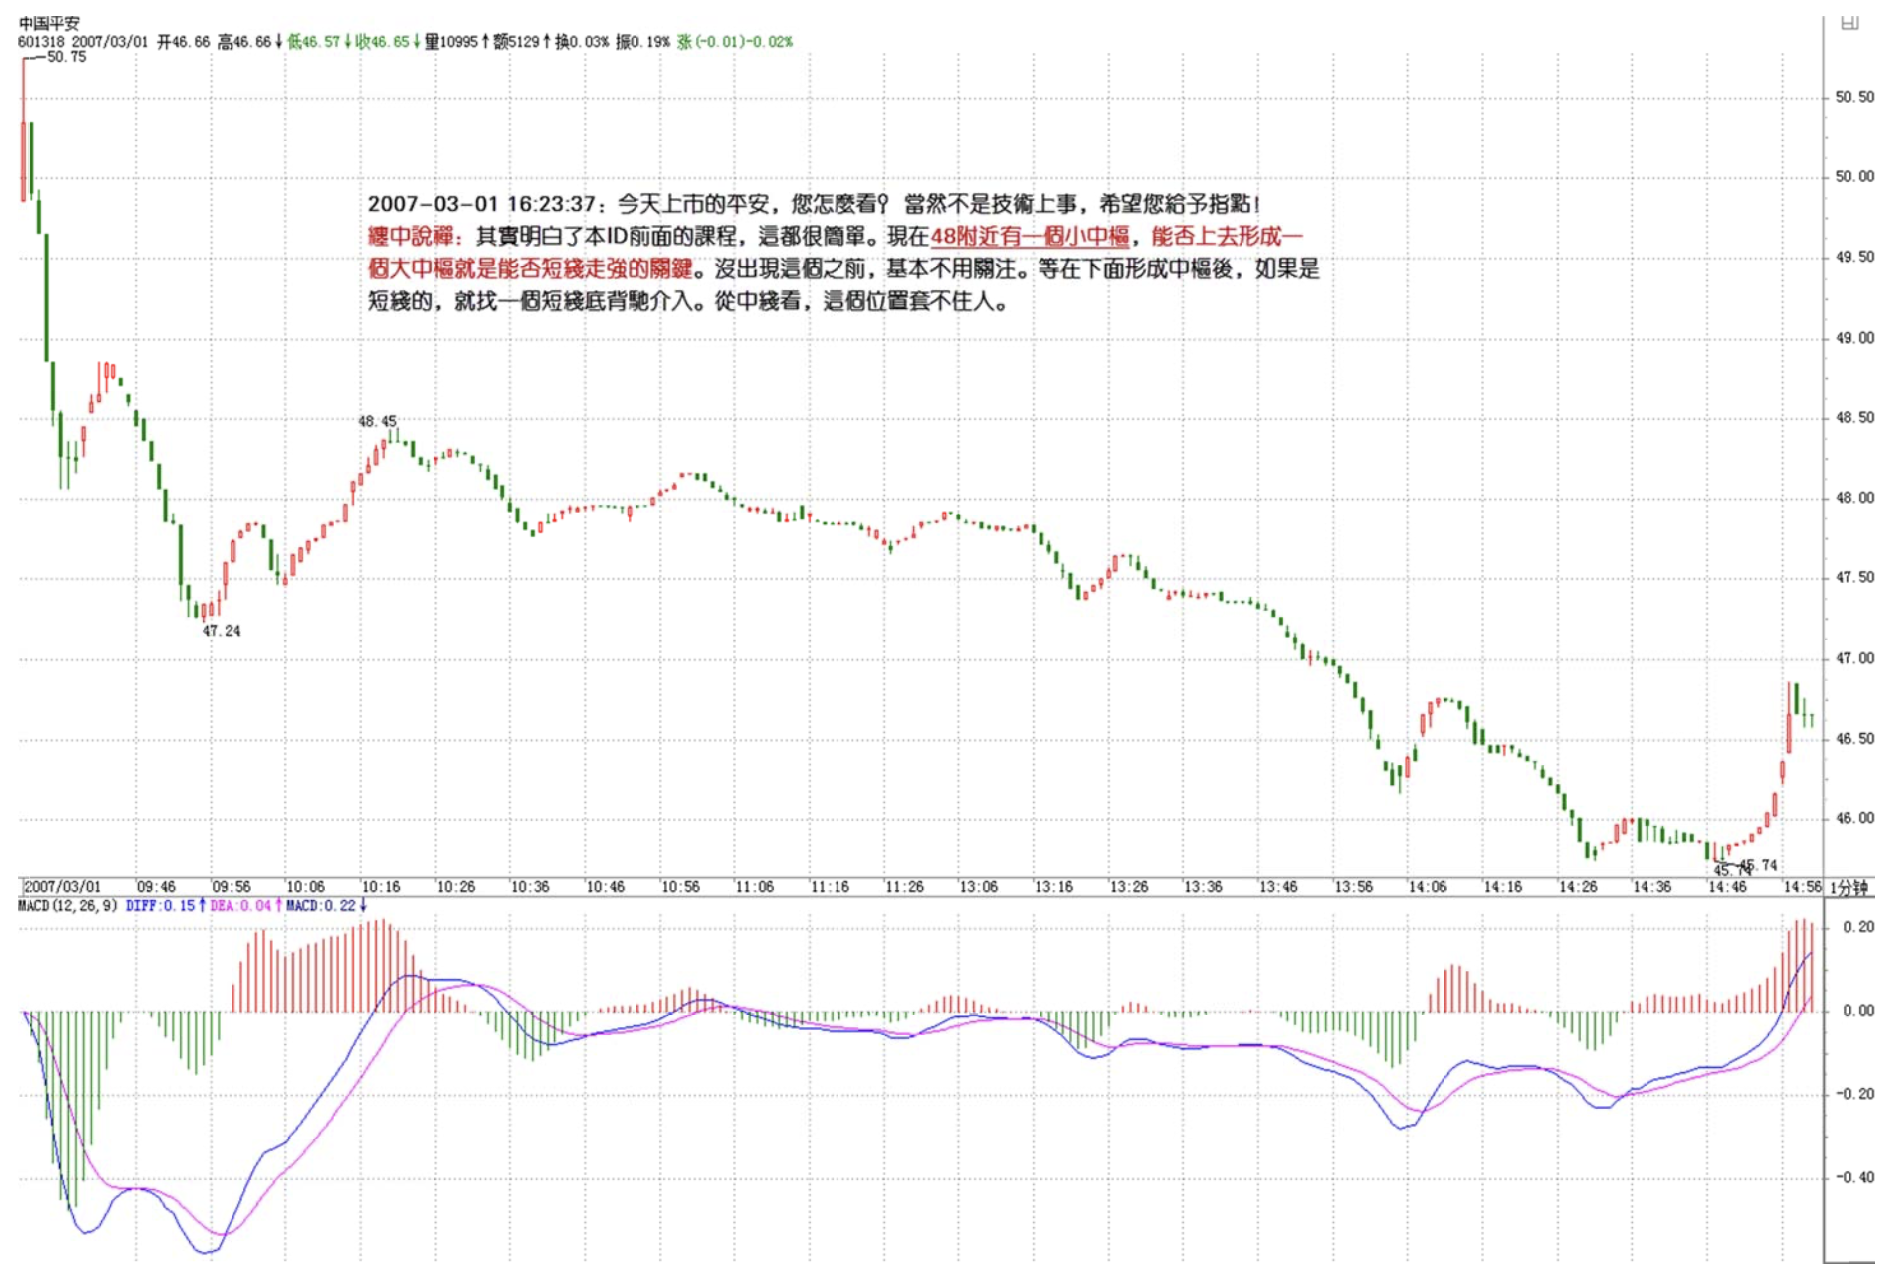 中国平安
601318 2007/03/01 开46.66 高46.66↓低46.57↓收46.65↓量10995↑额5129↑换0.03% 振0.19% 涨(-0.01)-0.02%
50.75
50.50
50.00
2007-03-01 16:23:37：今天上市的平安，您怎麼看？當然不是技術上事，希望您給予指點！
纏中說禪：其實明白了本ID前面的課程，這都很簡單。現在48附近有一個小中樞，能否上去形成一
個大中樞就是能否短綫走強的關鍵。沒出現這個之前，基本不用關注。等在下面形成中樞後，如果是
短綫的，就找一個短綫底背馳介入。從中綫看，這個位置套不住人。
49.50
49.00
48.50
48.45
48.00
47.50
47.24
47.00
46.50
46.00
45.74
45.74
2007/03/01 09:46 09:56 10:06 10:16 10:26 10:36 10:46 10:56 11:06 11:16 11:26 13:06 13:16 13:26 13:36 13:46 13:56 14:06 14:16 14:26 14:36 14:46 14:56 1分钟
MACD(12,26,9) DIFF:0.15↑DEA:0.04↑MACD:0.22↓
0.20
0.00
-0.20
-0.40